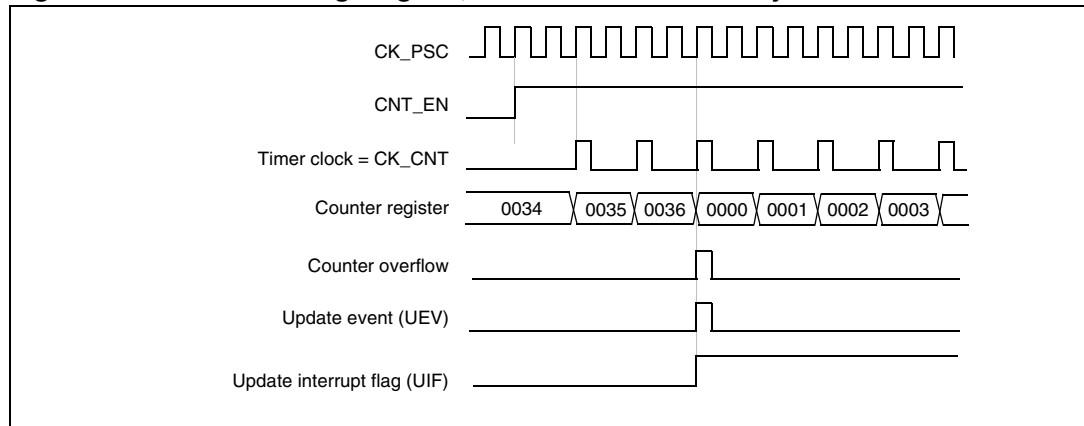 CK_PSC
CNT_EN
Timer clock = CK_CNT
Counter register 0034 0035 0036 0000 0001 0002 0003
Counter overflow
Update event (UEV)
Update interrupt flag (UIF)